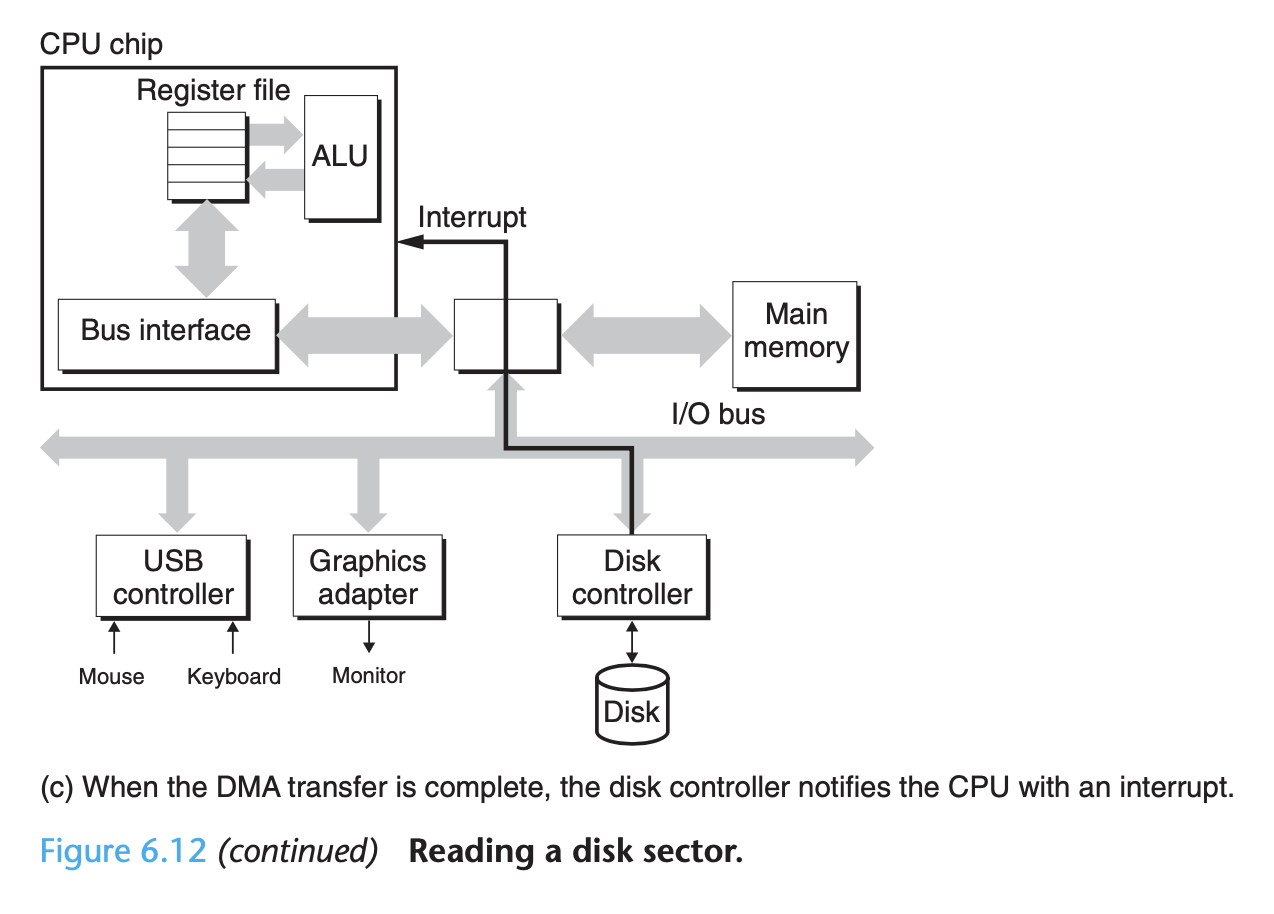 CPU chip
Register file
ALU
Interrupt
Bus interface
Main
memory
I/O bus
USB
controller
Graphics
adapter
Disk
controller
Mouse
Keyboard
Monitor
Disk
(c) When the DMA transfer is complete, the disk controller notifies the CPU with an interrupt.
Figure 6.12 (continued) Reading a disk sector.